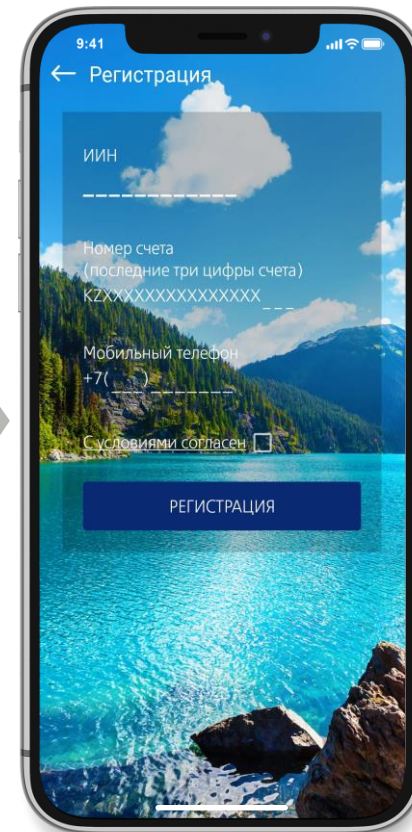 9:41
← Регистрация
ИИН
_ _ _ _ _ _ _ _ _ _ _ _
Номер счета
(последние три цифры счета)
KZXXXXXXXXXXXXXXX _ _ _
Мобильный телефон
+7(_ _ _) _ _ _ _ _ _ _
С условиями согласен
РЕГИСТРАЦИЯ